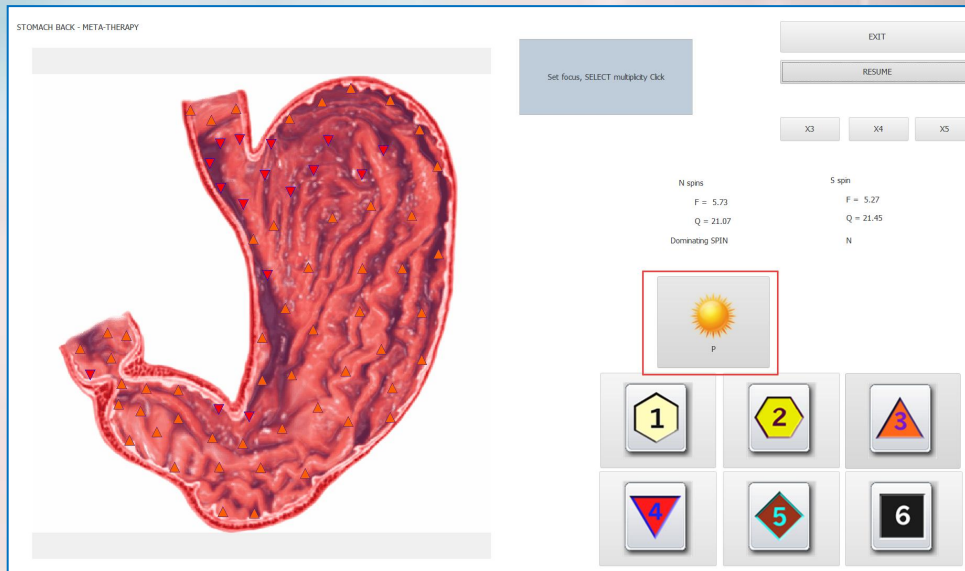 STOMACH BACK - META-THERAPY
Set focus, SELECT multiplicity Click
EXIT
RESUME
X3
X4
X5
N spins
S spin
F = 5.73
F = 5.27
Q = 21.07
Q = 21.45
Dominating SPIN
N
P
1
2
3
4
5
6